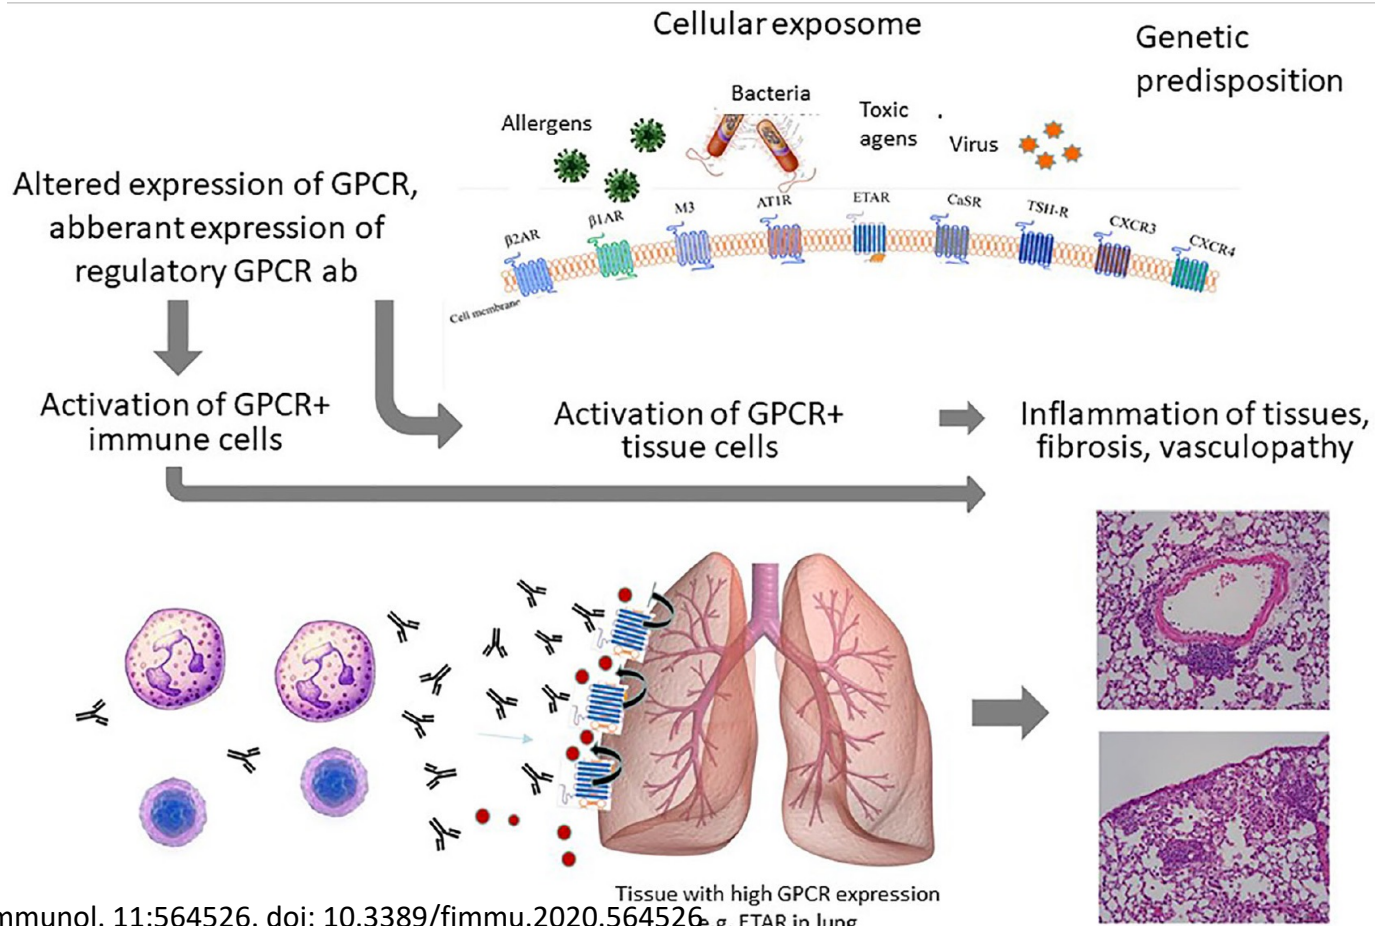 Cellular exposome
Genetic
predisposition
Allergens
Bacteria
Toxic
agens
Virus
Altered expression of GPCR,
abberant expression of
regulatory GPCR ab
β2AR
β1AR
M3
AT1R
ETAR
CaSR
TSH-R
CXCR3
CXCR4
Cell membrane
Activation of GPCR+
immune cells
Activation of GPCR+
tissue cells
Inflammation of tissues,
fibrosis, vasculopathy
Tissue with high GPCR expression
e.g. ETAR in lung
mmunol. 11:564526. doi: 10.3389/fimmu.2020.564526